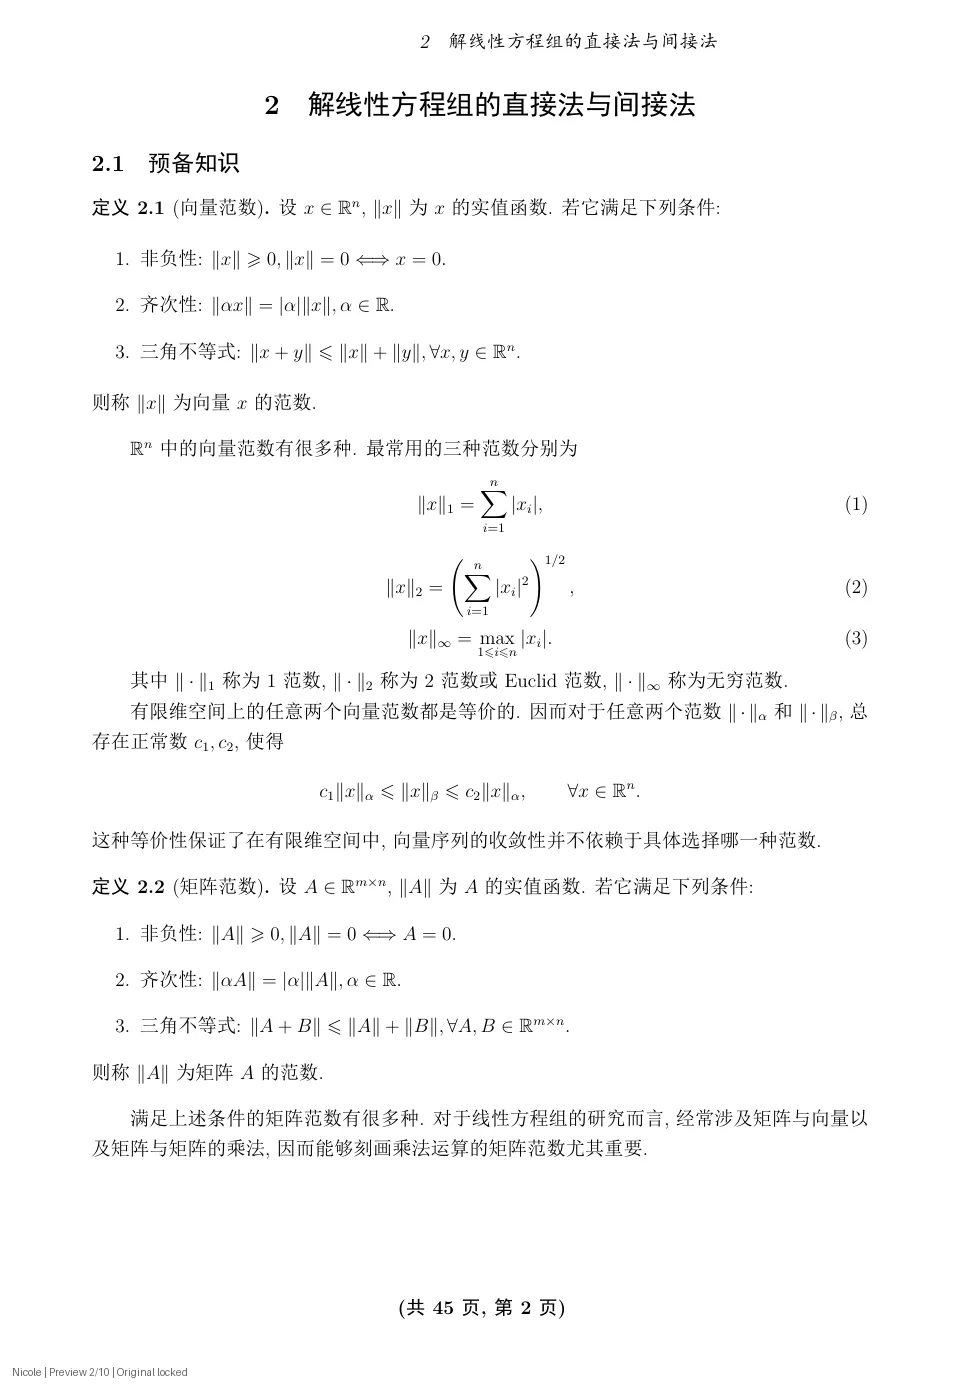 2 解线性方程组的直接法与间接法
2 解线性方程组的直接法与间接法
2.1 预备知识
定义 2.1 (向量范数). 设 x ∈ ℝⁿ, ‖x‖ 为 x 的实值函数. 若它满足下列条件:
1. 非负性: ‖x‖ ⩾ 0, ‖x‖ = 0 ⟺ x = 0.
2. 齐次性: ‖αx‖ = |α|‖x‖, α ∈ ℝ.
3. 三角不等式: ‖x + y‖ ⩽ ‖x‖ + ‖y‖, ∀x, y ∈ ℝⁿ.
则称 ‖x‖ 为向量 x 的范数.
ℝⁿ 中的向量范数有很多种. 最常用的三种范数分别为
‖x‖₁ = ∑_{i=1}^{n} |x_i|, (1)
‖x‖₂ = (∑_{i=1}^{n} |x_i|²)^{1/2}, (2)
‖x‖_∞ = max_{1⩽i⩽n} |x_i|. (3)
其中 ‖·‖₁ 称为 1 范数, ‖·‖₂ 称为 2 范数或 Euclid 范数, ‖·‖_∞ 称为无穷范数.
有限维空间上的任意两个向量范数都是等价的. 因而对于任意两个范数 ‖·‖_α 和 ‖·‖_β, 总
存在正常数 c₁, c₂, 使得
c₁‖x‖_α ⩽ ‖x‖_β ⩽ c₂‖x‖_α, ∀x ∈ ℝⁿ.
这种等价性保证了在有限维空间中, 向量序列的收敛性并不依赖于具体选择哪一种范数.
定义 2.2 (矩阵范数). 设 A ∈ ℝ^{m×n}, ‖A‖ 为 A 的实值函数. 若它满足下列条件:
1. 非负性: ‖A‖ ⩾ 0, ‖A‖ = 0 ⟺ A = 0.
2. 齐次性: ‖αA‖ = |α|‖A‖, α ∈ ℝ.
3. 三角不等式: ‖A + B‖ ⩽ ‖A‖ + ‖B‖, ∀A, B ∈ ℝ^{m×n}.
则称 ‖A‖ 为矩阵 A 的范数.
满足上述条件的矩阵范数有很多种. 对于线性方程组的研究而言, 经常涉及矩阵与向量以
及矩阵与矩阵的乘法, 因而能够刻画乘法运算的矩阵范数尤其重要.
(共 45 页, 第 2 页)
Nicole | Preview 2/10 | Original locked